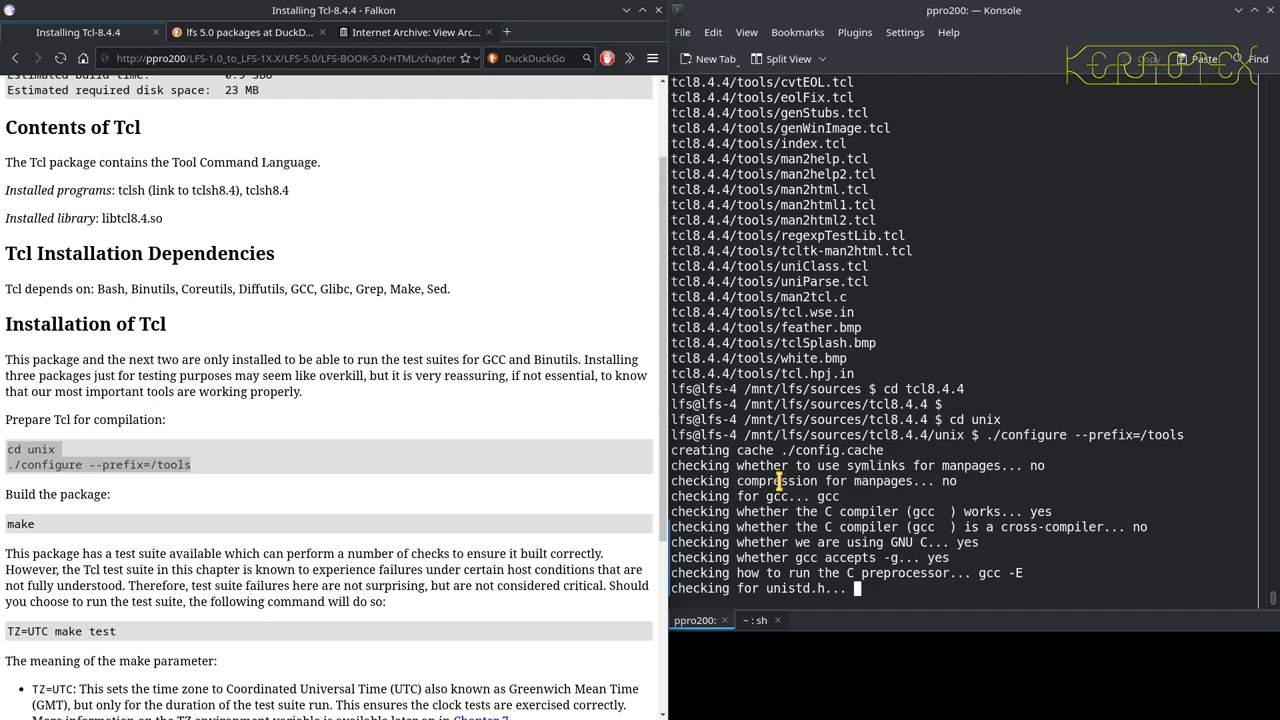 Installing Tcl-8.4.4 - Falkon
Installing Tcl-8.4.4
lfs 5.0 packages at DuckD...
Internet Archive: View Arc...
http://ppro200/LFS-1.0_to_LFS-1X.X/LFS-5.0/LFS-BOOK-5.0-HTML/chapter
DuckDuckGo
Estimated build time: 0.9 SBU
Estimated required disk space: 23 MB
Contents of Tcl
The Tcl package contains the Tool Command Language.
Installed programs: tclsh (link to tclsh8.4), tclsh8.4
Installed library: libtcl8.4.so
Tcl Installation Dependencies
Tcl depends on: Bash, Binutils, Coreutils, Diffutils, GCC, Glibc, Grep, Make, Sed.
Installation of Tcl
This package and the next two are only installed to be able to run the test suites for GCC and Binutils. Installing
three packages just for testing purposes may seem like overkill, but it is very reassuring, if not essential, to know
that our most important tools are working properly.
Prepare Tcl for compilation:
cd unix
./configure --prefix=/tools
Build the package:
make
This package has a test suite available which can perform a number of checks to ensure it built correctly.
However, the Tcl test suite in this chapter is known to experience failures under certain host conditions that are
not fully understood. Therefore, test suite failures here are not surprising, but are not considered critical. Should
you choose to run the test suite, the following command will do so:
TZ=UTC make test
The meaning of the make parameter:
• TZ=UTC: This sets the time zone to Coordinated Universal Time (UTC) also known as Greenwich Mean Time
(GMT), but only for the duration of the test suite run. This ensures the clock tests are exercised correctly.
More information on the TZ environment variable is available later on in Chapter 7.
ppro200: — Konsole
File Edit View Bookmarks Plugins Settings Help
New Tab Split View Copy Paste Find
tcl8.4.4/tools/cvtEOL.tcl
tcl8.4.4/tools/eolFix.tcl
tcl8.4.4/tools/genStubs.tcl
tcl8.4.4/tools/genWinImage.tcl
tcl8.4.4/tools/index.tcl
tcl8.4.4/tools/man2help.tcl
tcl8.4.4/tools/man2help2.tcl
tcl8.4.4/tools/man2html.tcl
tcl8.4.4/tools/man2html1.tcl
tcl8.4.4/tools/man2html2.tcl
tcl8.4.4/tools/regexpTestLib.tcl
tcl8.4.4/tools/tcltk-man2html.tcl
tcl8.4.4/tools/uniClass.tcl
tcl8.4.4/tools/uniParse.tcl
tcl8.4.4/tools/man2tcl.c
tcl8.4.4/tools/tcl.wse.in
tcl8.4.4/tools/feather.bmp
tcl8.4.4/tools/tclSplash.bmp
tcl8.4.4/tools/white.bmp
tcl8.4.4/tools/tcl.hpj.in
lfs@lfs-4 /mnt/lfs/sources $ cd tcl8.4.4
lfs@lfs-4 /mnt/lfs/sources/tcl8.4.4 $
lfs@lfs-4 /mnt/lfs/sources/tcl8.4.4 $ cd unix
lfs@lfs-4 /mnt/lfs/sources/tcl8.4.4/unix $ ./configure --prefix=/tools
creating cache ./config.cache
checking whether to use symlinks for manpages... no
checking compression for manpages... no
checking for gcc... gcc
checking whether the C compiler (gcc  ) works... yes
checking whether the C compiler (gcc  ) is a cross-compiler... no
checking whether we are using GNU C... yes
checking whether gcc accepts -g... yes
checking how to run the C preprocessor... gcc -E
checking for unistd.h...
ppro200:
~ : sh